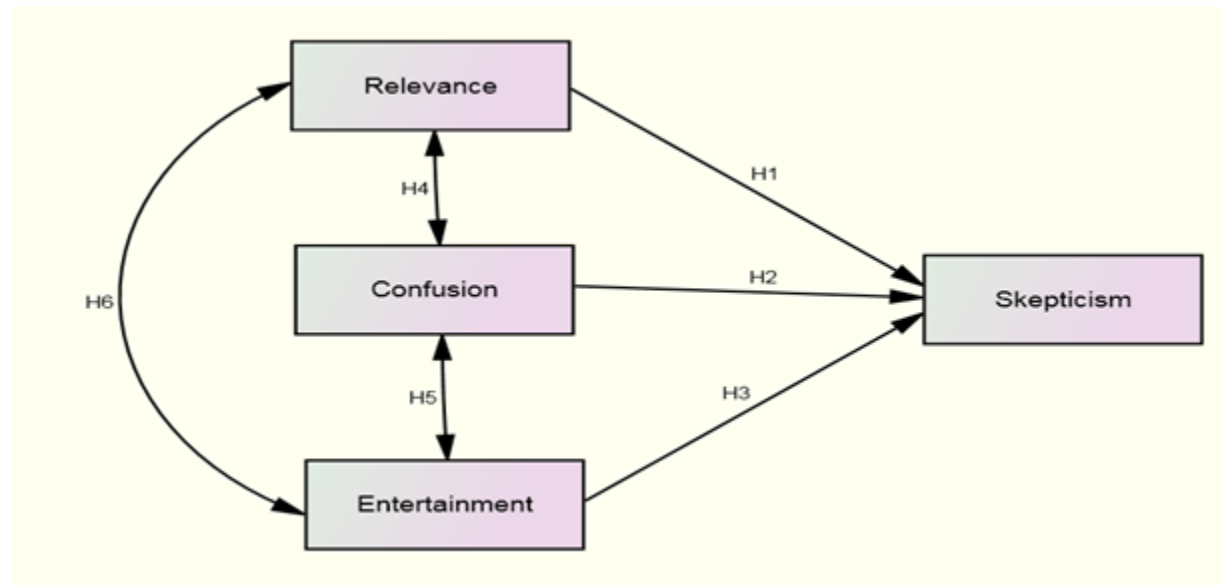 Relevance
H1
H4
Confusion
H2
Skepticism
H6
H5
H3
Entertainment